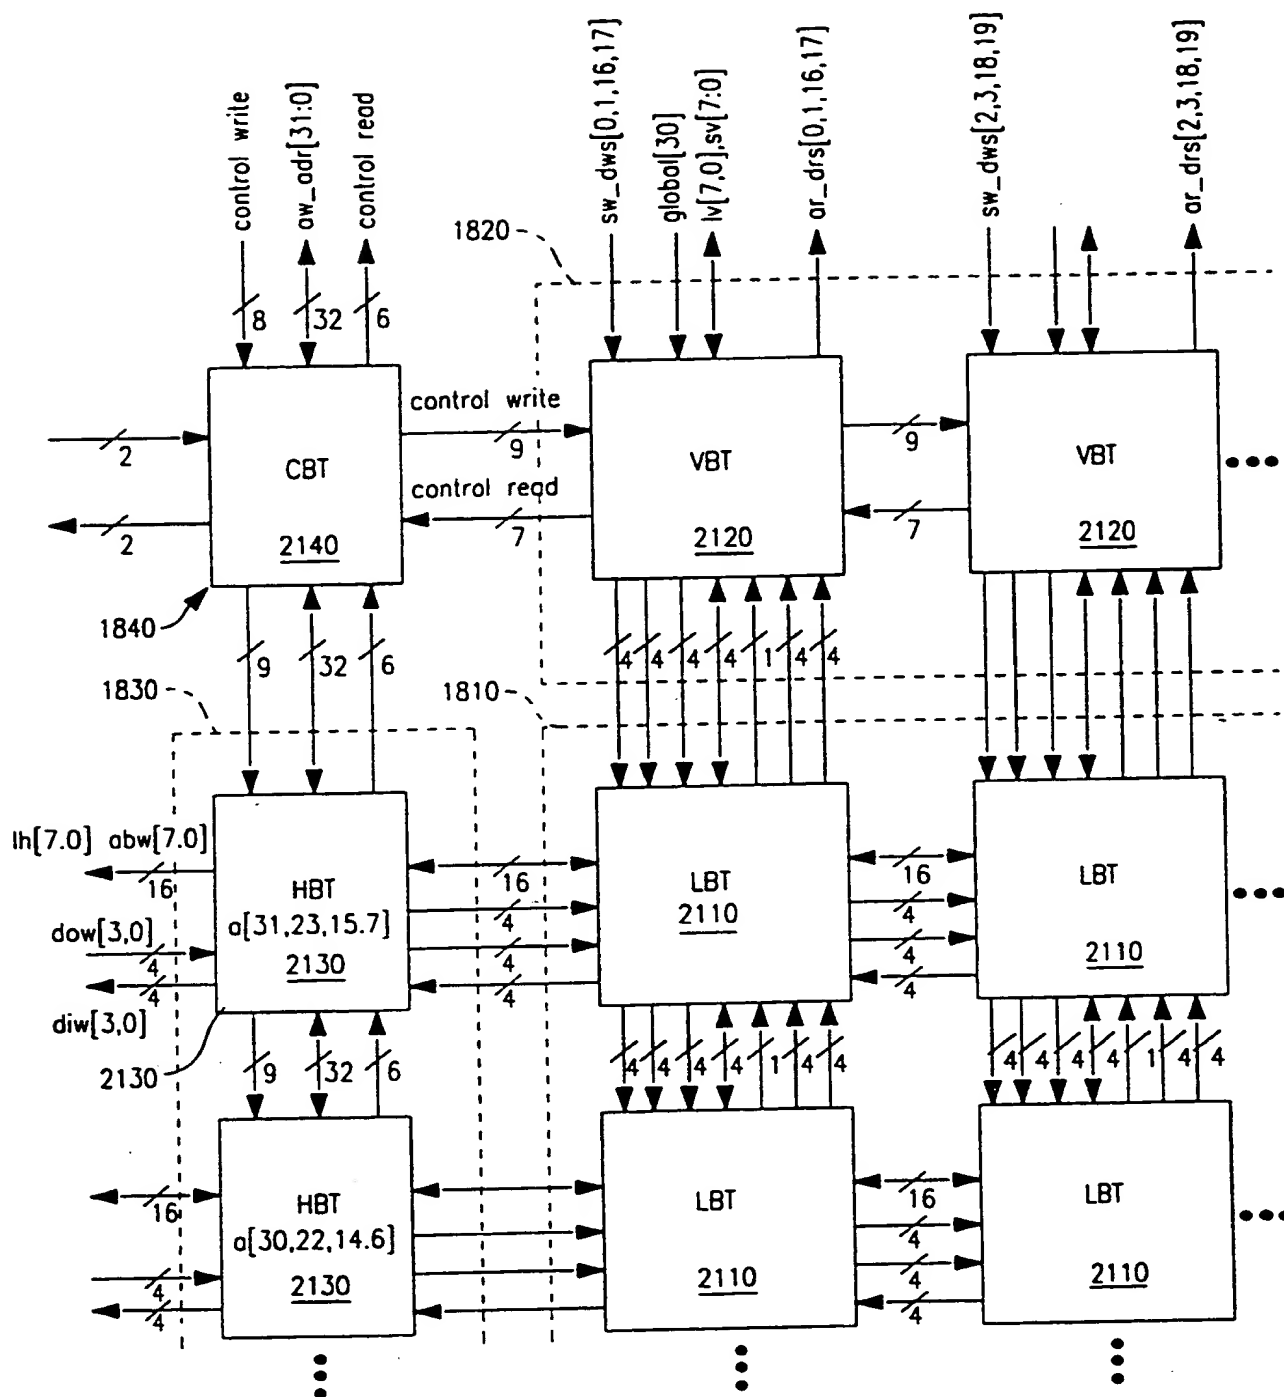 control write
aw_adr[31:0]
control read
sw_dws[0,1,16,17]
global[30]
lv[7,0],sv[7:0]
ar_drs[0,1,16,17]
sw_dws[2,3,18,19]
ar_drs[2,3,18,19]
1820
8
32
6
control write
2
9
9
CBT
VBT
VBT
control read
2
7
7
2140
2120
2120
1840
9
32
6
4
4
4
4
1
4
4
1830
1810
lh[7.0] abw[7.0]
16
16
16
HBT
LBT
LBT
a[31,23,15.7]
2110
4
4
dow[3,0]
4
4
4
2130
2110
4
4
4
diw[3,0]
2130
9
32
6
4
4
4
4
1
4
4
4
4
4
4
1
4
4
HBT
LBT
LBT
16
16
a[30,22,14.6]
4
4
4
2130
2110
2110
4
4